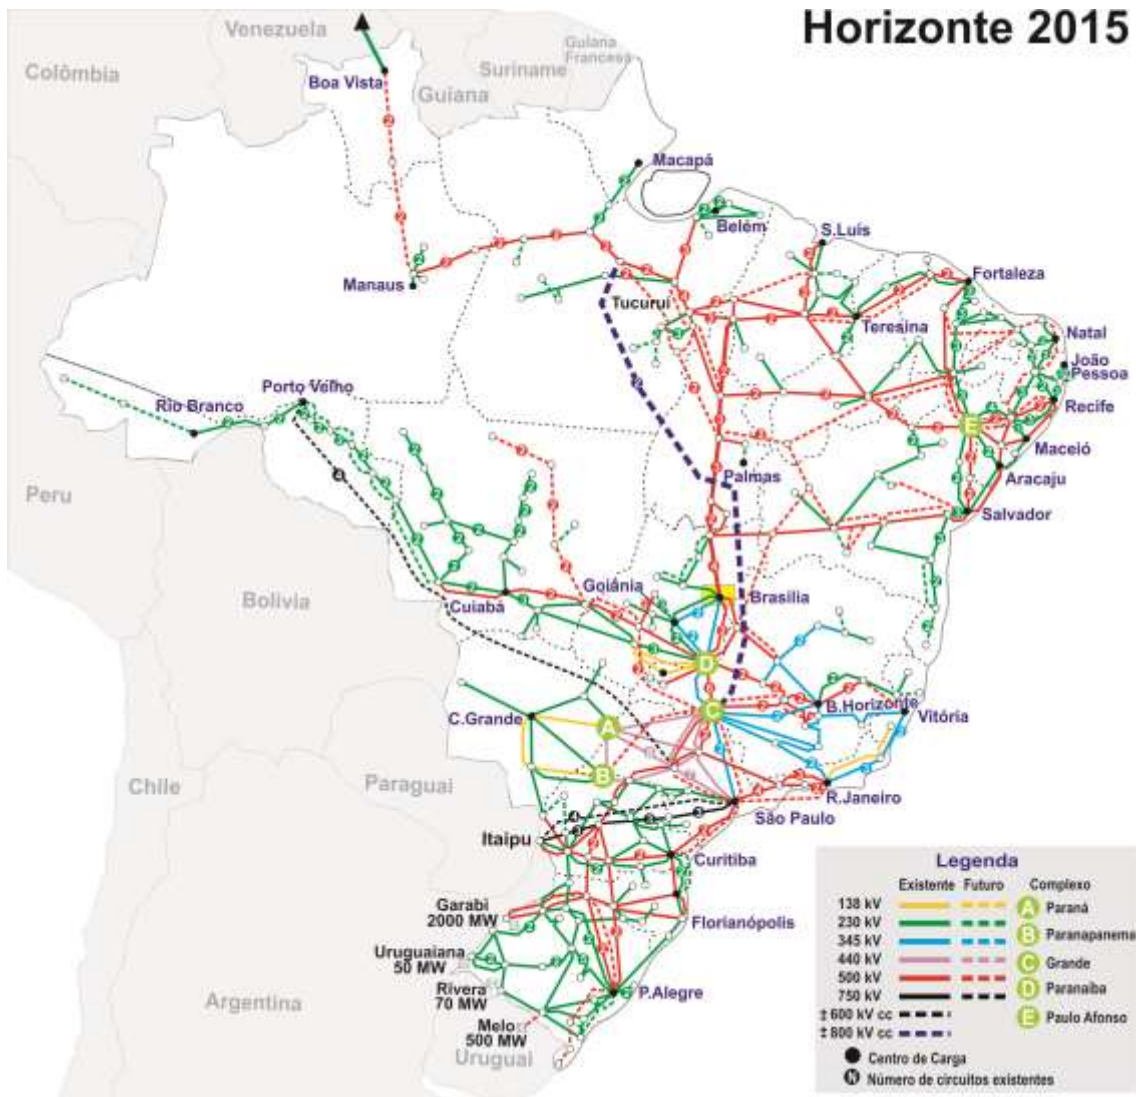 Horizonte 2015
Venezuela
Guiana
Francesa
Colômbia
Suriname
Boa Vista
Guiana
Macapá
Belém
S.Luís
Manaus
Fortaleza
Tucuruí
Teresina
Natal
João
Pessoa
Porto Velho
Rio Branco
Recife
E
Maceió
Palmas
Aracaju
Peru
Salvador
Goiânia
Bolivia
Cuiabá
Brasilia
D
C
B.Horizonte
Vitória
C.Grande
A
B
Chile
Paraguai
R.Janeiro
São Paulo
Itaipu
Curitiba
Garabi
2000 MW
Florianópolis
Uruguaiana
50 MW
Rivera
70 MW
P.Alegre
Argentina
Melo
500 MW
Uruguai
Legenda
Existente Futuro Complexo
138 kV
A Paraná
230 kV
B Paranapanema
345 kV
440 kV
C Grande
500 kV
D Paranaiba
750 kV
±600 kV cc
E Paulo Afonso
±800 kV cc
Centro de Carga
N Número de circuitos existentes